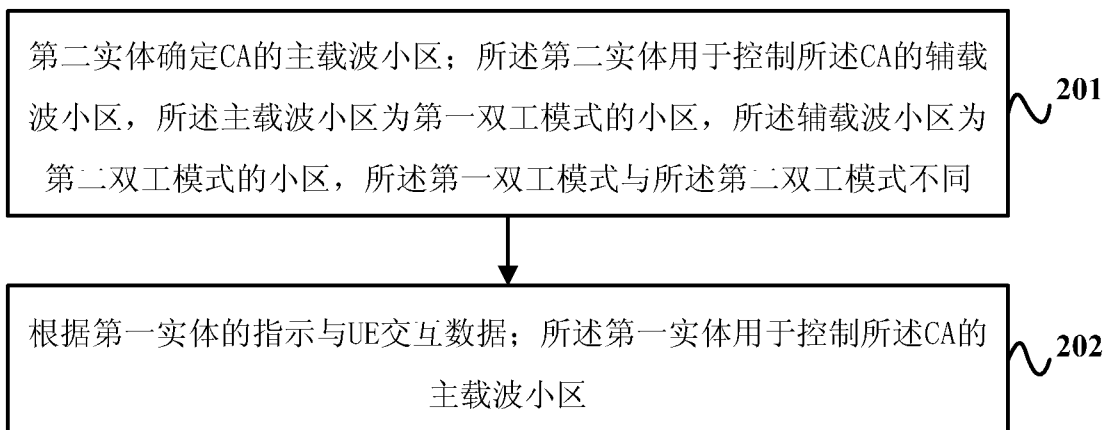 第二实体确定CA的主载波小区；所述第二实体用于控制所述CA的辅载
波小区，所述主载波小区为第一双工模式的小区，所述辅载波小区为
第二双工模式的小区，所述第一双工模式与所述第二双工模式不同
201
根据第一实体的指示与UE交互数据；所述第一实体用于控制所述CA的
主载波小区
202